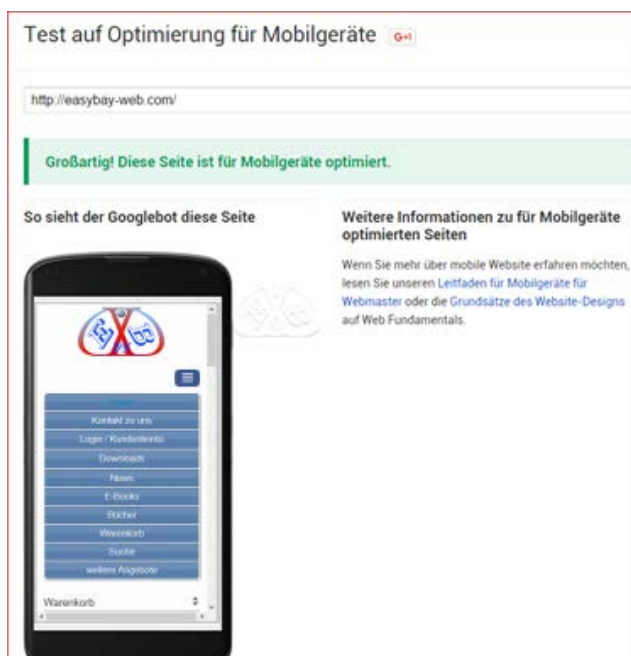 Test auf Optimierung für Mobilgeräte
G+1
http://easybay-web.com/
Großartig! Diese Seite ist für Mobilgeräte optimiert.
So sieht der Googlebot diese Seite
Kontakt zu uns
Login / Kundenkonto
Downloads
News
E-Books
Bücher
Warenkorb
Suche
weitere Angebote
Warenkorb
Weitere Informationen zu für Mobilgeräte
optimierten Seiten
Wenn Sie mehr über mobile Website erfahren möchten,
lesen Sie unseren Leitfaden für Mobilgeräte für
Webmaster oder die Grundsätze des Website-Designs
auf Web Fundamentals.